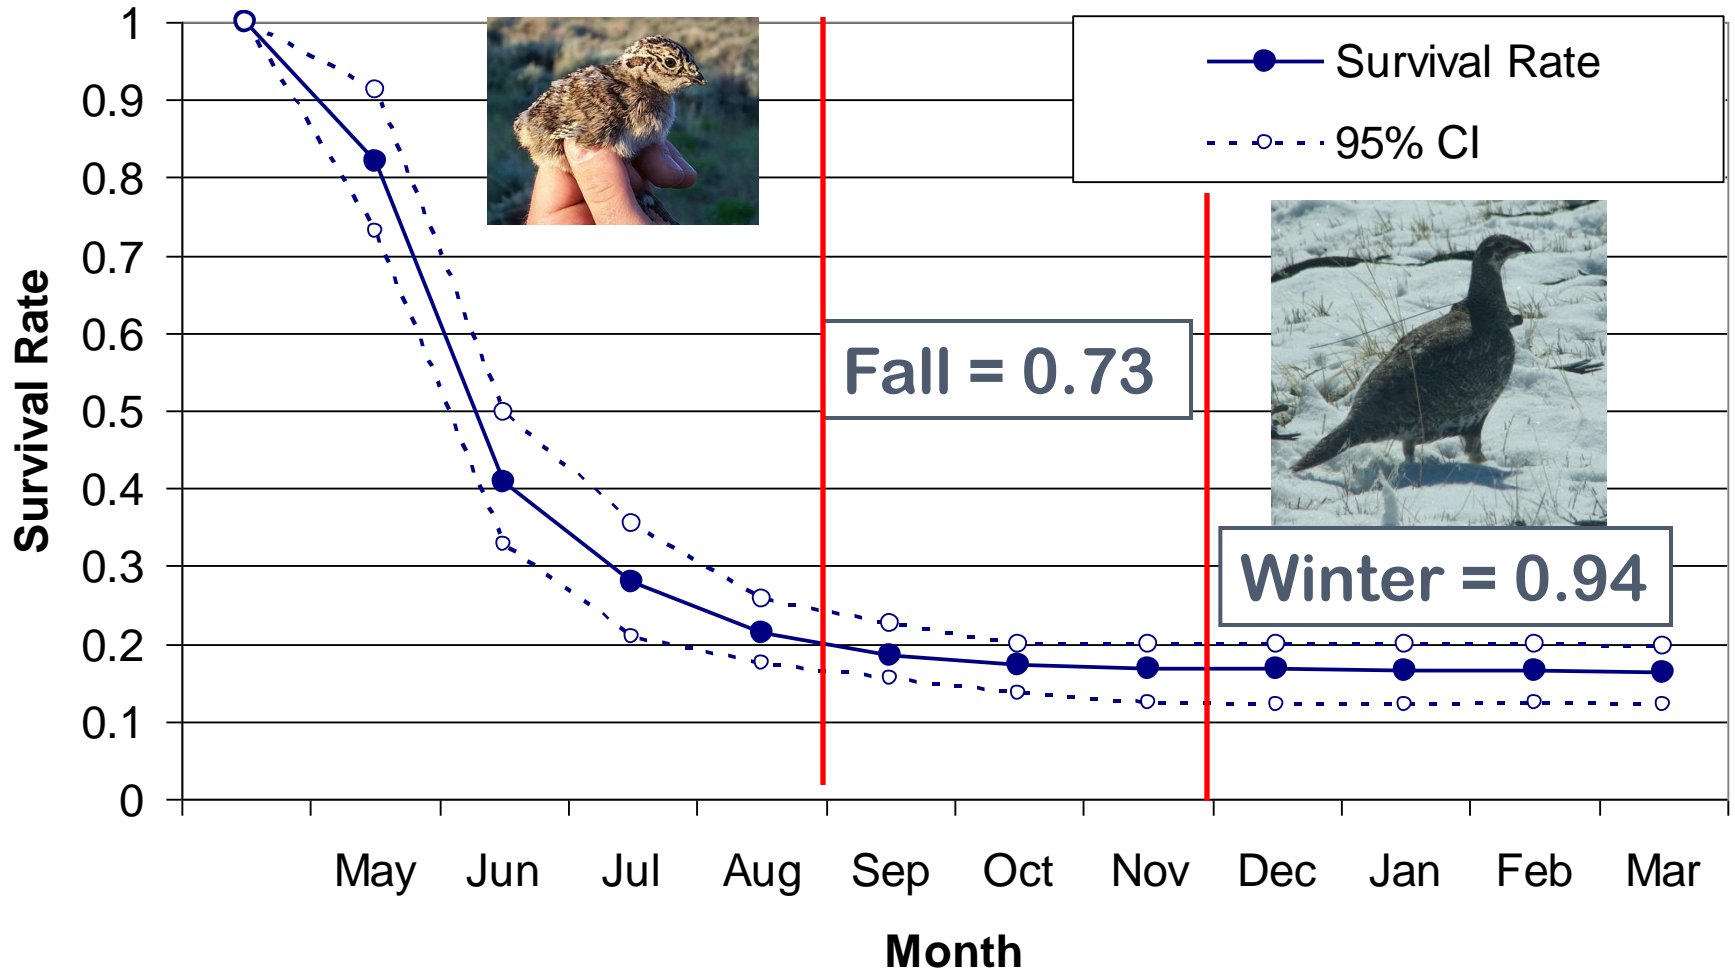 Survival Rate
95% CI
1
0.9
0.8
0.7
0.6
0.5
0.4
0.3
0.2
0.1
0
Survival Rate
Fall = 0.73
Winter = 0.94
May Jun Jul Aug Sep Oct Nov Dec Jan Feb Mar
Month